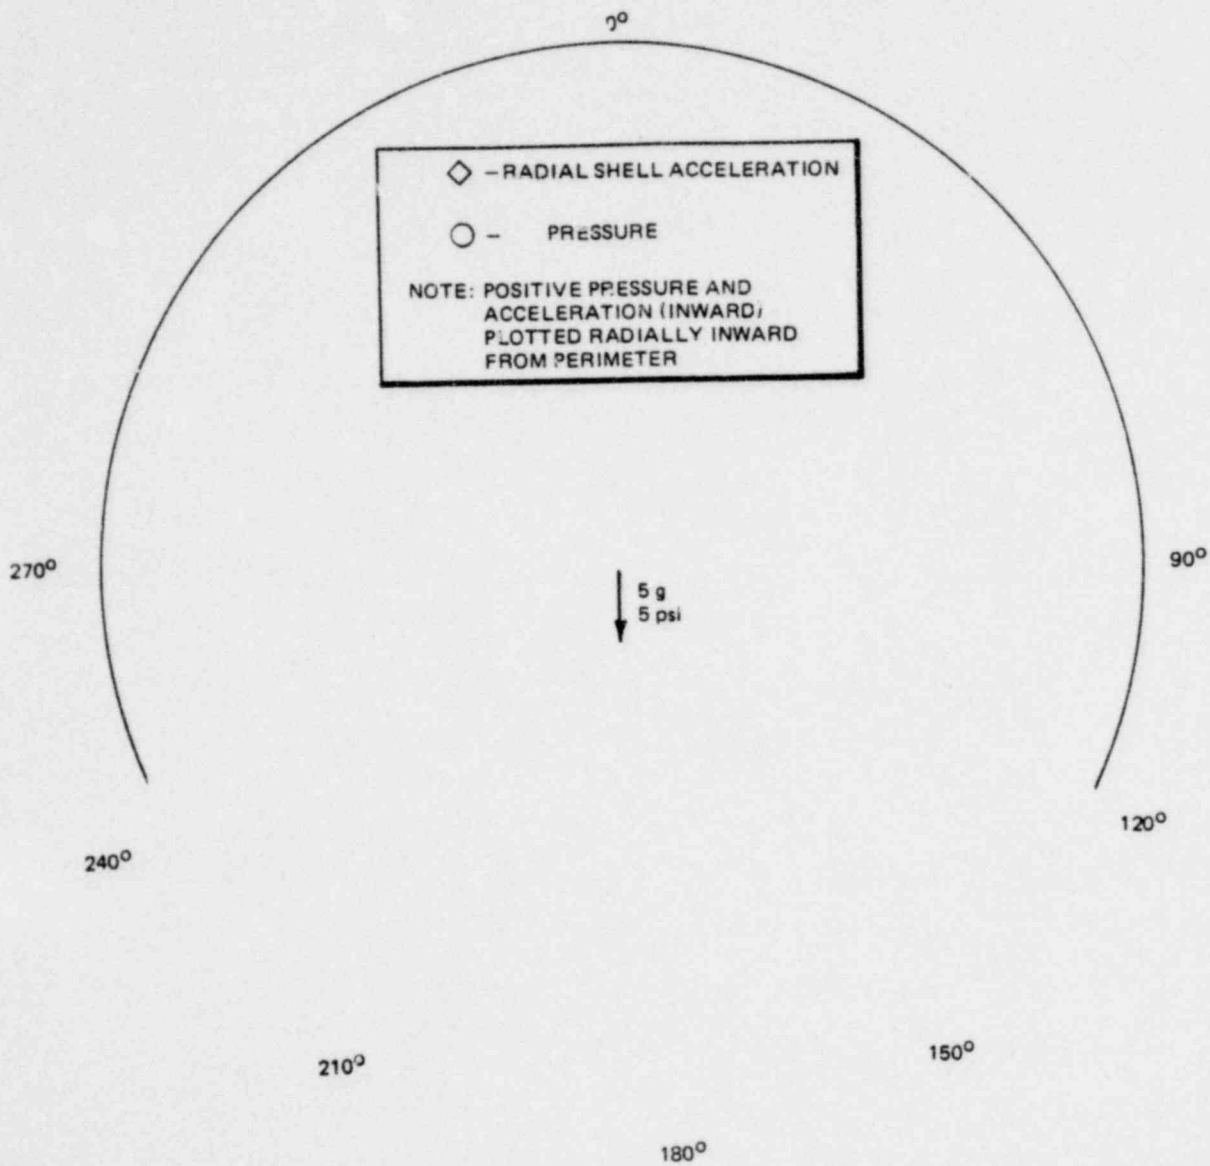 0°
◇ – RADIAL SHELL ACCELERATION
○ – PRESSURE
NOTE: POSITIVE PRESSURE AND
ACCELERATION (INWARD)
PLOTTED RADIALLY INWARD
FROM PERIMETER
270°
90°
5 g
5 psi
120°
240°
210°
150°
180°